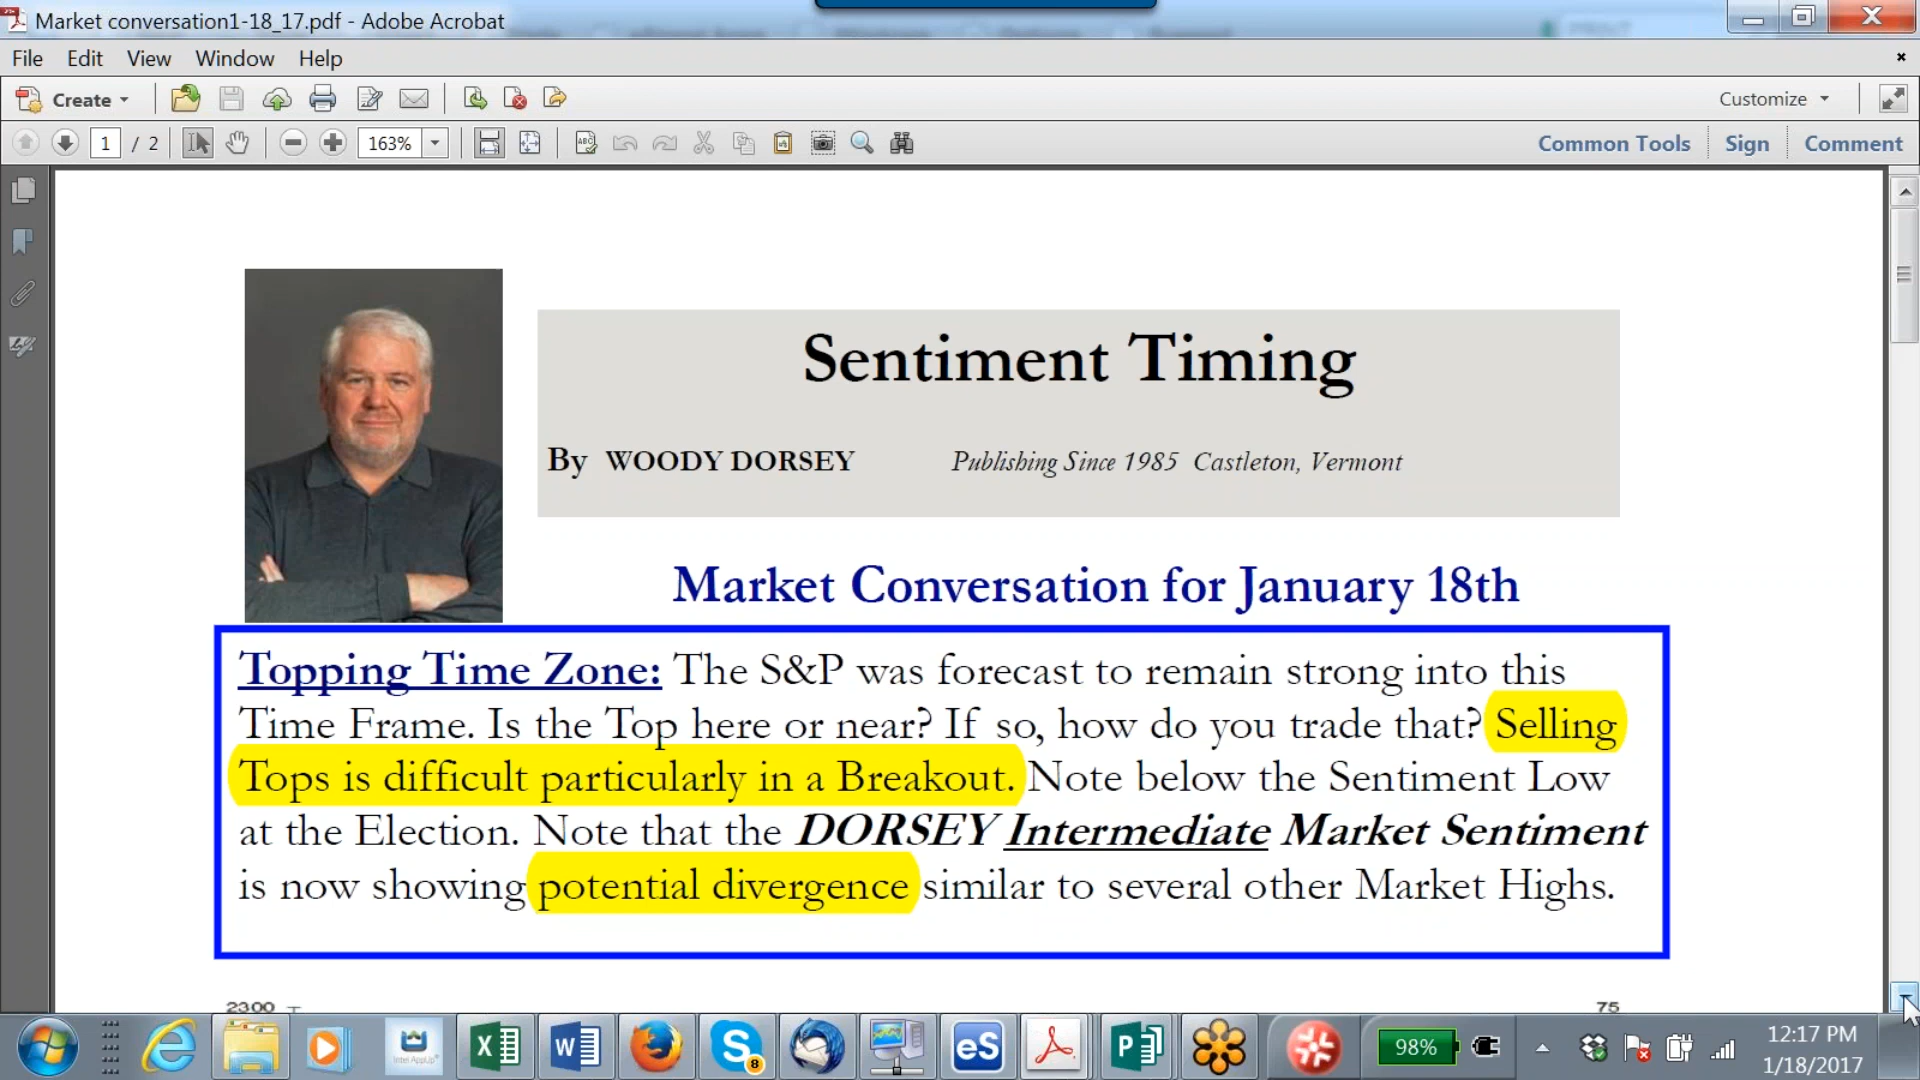 Market conversation1-18_17.pdf - Adobe Acrobat
File Edit View Window Help
Create Customize
1 / 2 163% Common Tools Sign Comment
Sentiment Timing
By WOODY DORSEY Publishing Since 1985 Castleton, Vermont
Market Conversation for January 18th
Topping Time Zone: The S&P was forecast to remain strong into this
Time Frame. Is the Top here or near? If so, how do you trade that? Selling
Tops is difficult particularly in a Breakout. Note below the Sentiment Low
at the Election. Note that the DORSEY Intermediate Market Sentiment
is now showing potential divergence similar to several other Market Highs.
2300 75
98% 12:17 PM
1/18/2017